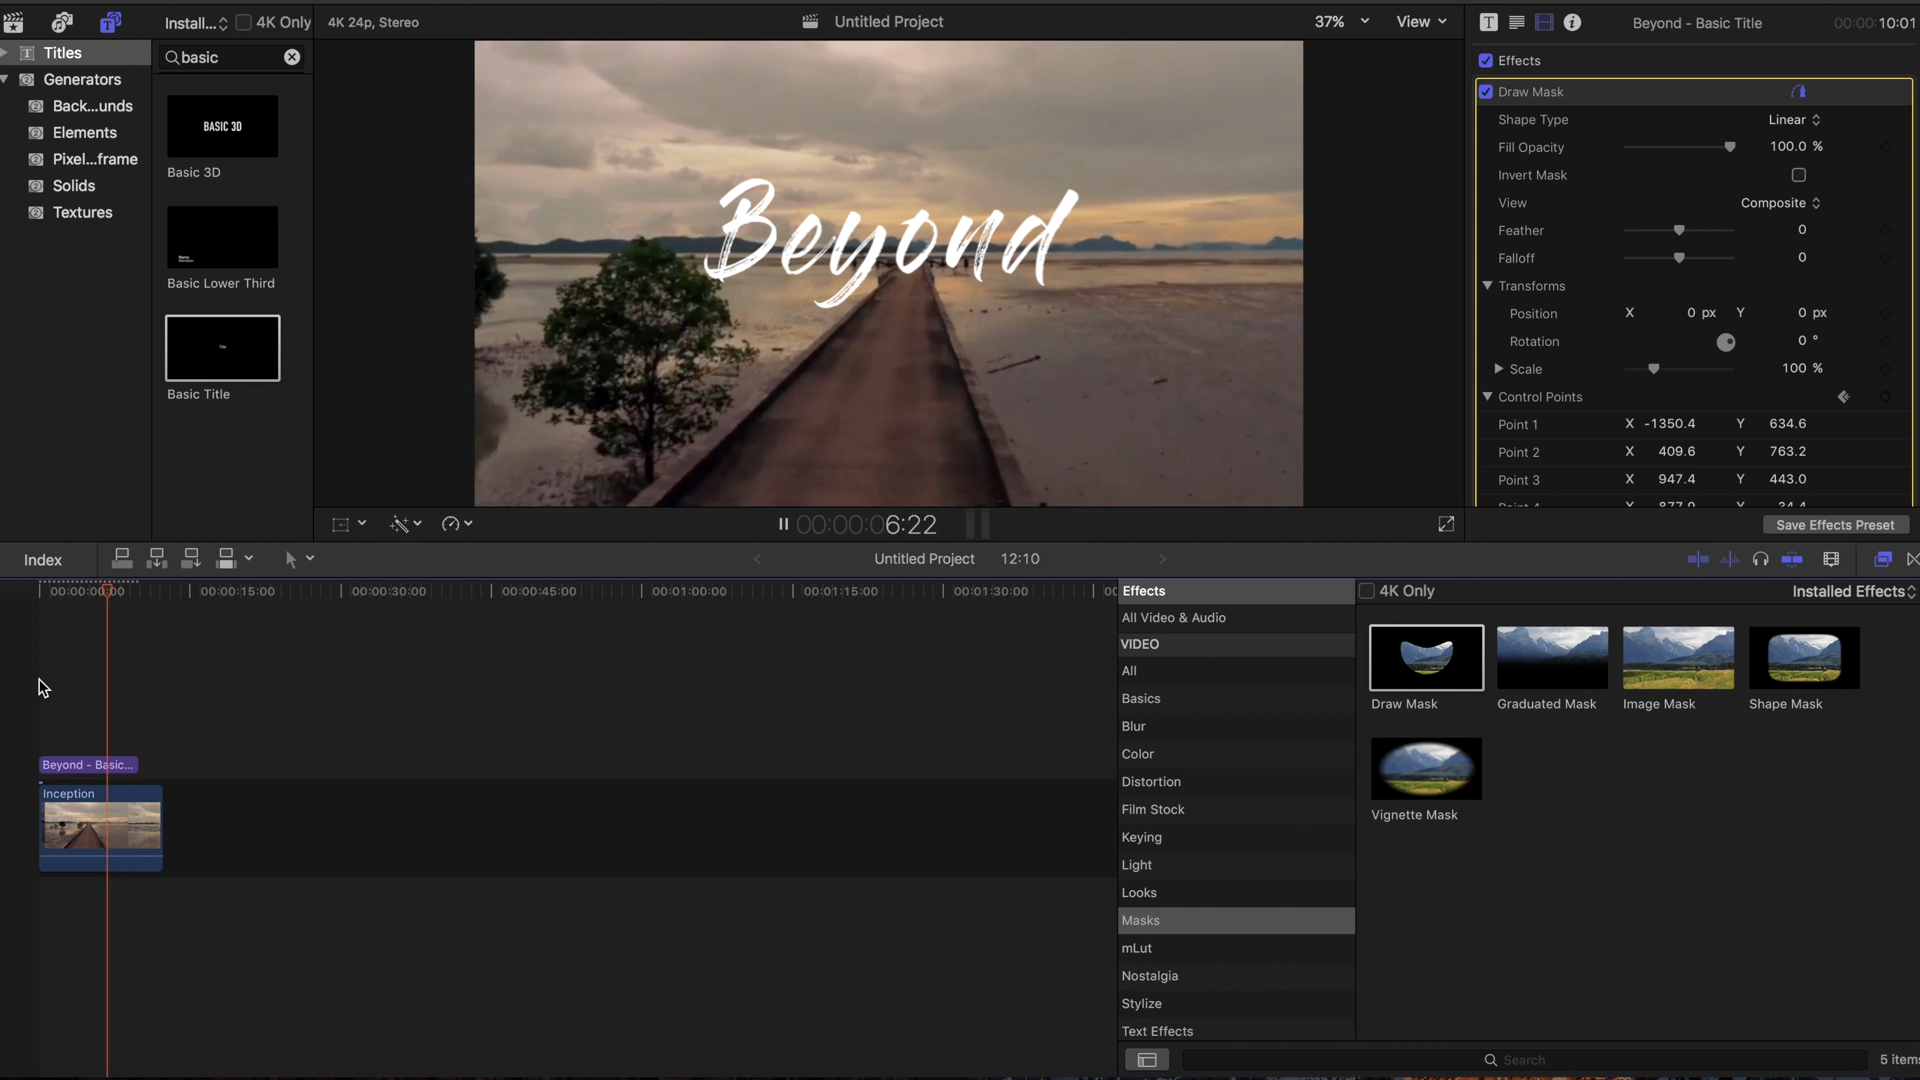 Install... 4K Only 4K 24p, Stereo Untitled Project 37% View Beyond - Basic Title 00:00:10:01
Titles
basic
Generators
Back...unds
Elements
Pixel...frame
Solids
Textures
BASIC 3D
Basic 3D
Basic Lower Third
Title
Basic Title
Beyond
Effects
Draw Mask
Shape Type Linear
Fill Opacity 100.0 %
Invert Mask
View Composite
Feather 0
Falloff 0
Transforms
Position X 0 px Y 0 px
Rotation 0 °
Scale 100 %
Control Points
Point 1 X -1350.4 Y 634.6
Point 2 X 409.6 Y 763.2
Point 3 X 947.4 Y 443.0
00:00:06:22
Save Effects Preset
Index
Untitled Project 12:10
00:00:15:00 00:00:30:00 00:00:45:00 00:01:00:00 00:01:15:00 00:01:30:00
Beyond - Basic...
Inception
Effects
All Video & Audio
VIDEO
All
Basics
Blur
Color
Distortion
Film Stock
Keying
Light
Looks
Masks
mLut
Nostalgia
Stylize
Text Effects
4K Only Installed Effects
Draw Mask Graduated Mask Image Mask Shape Mask
Vignette Mask
Search
5 items